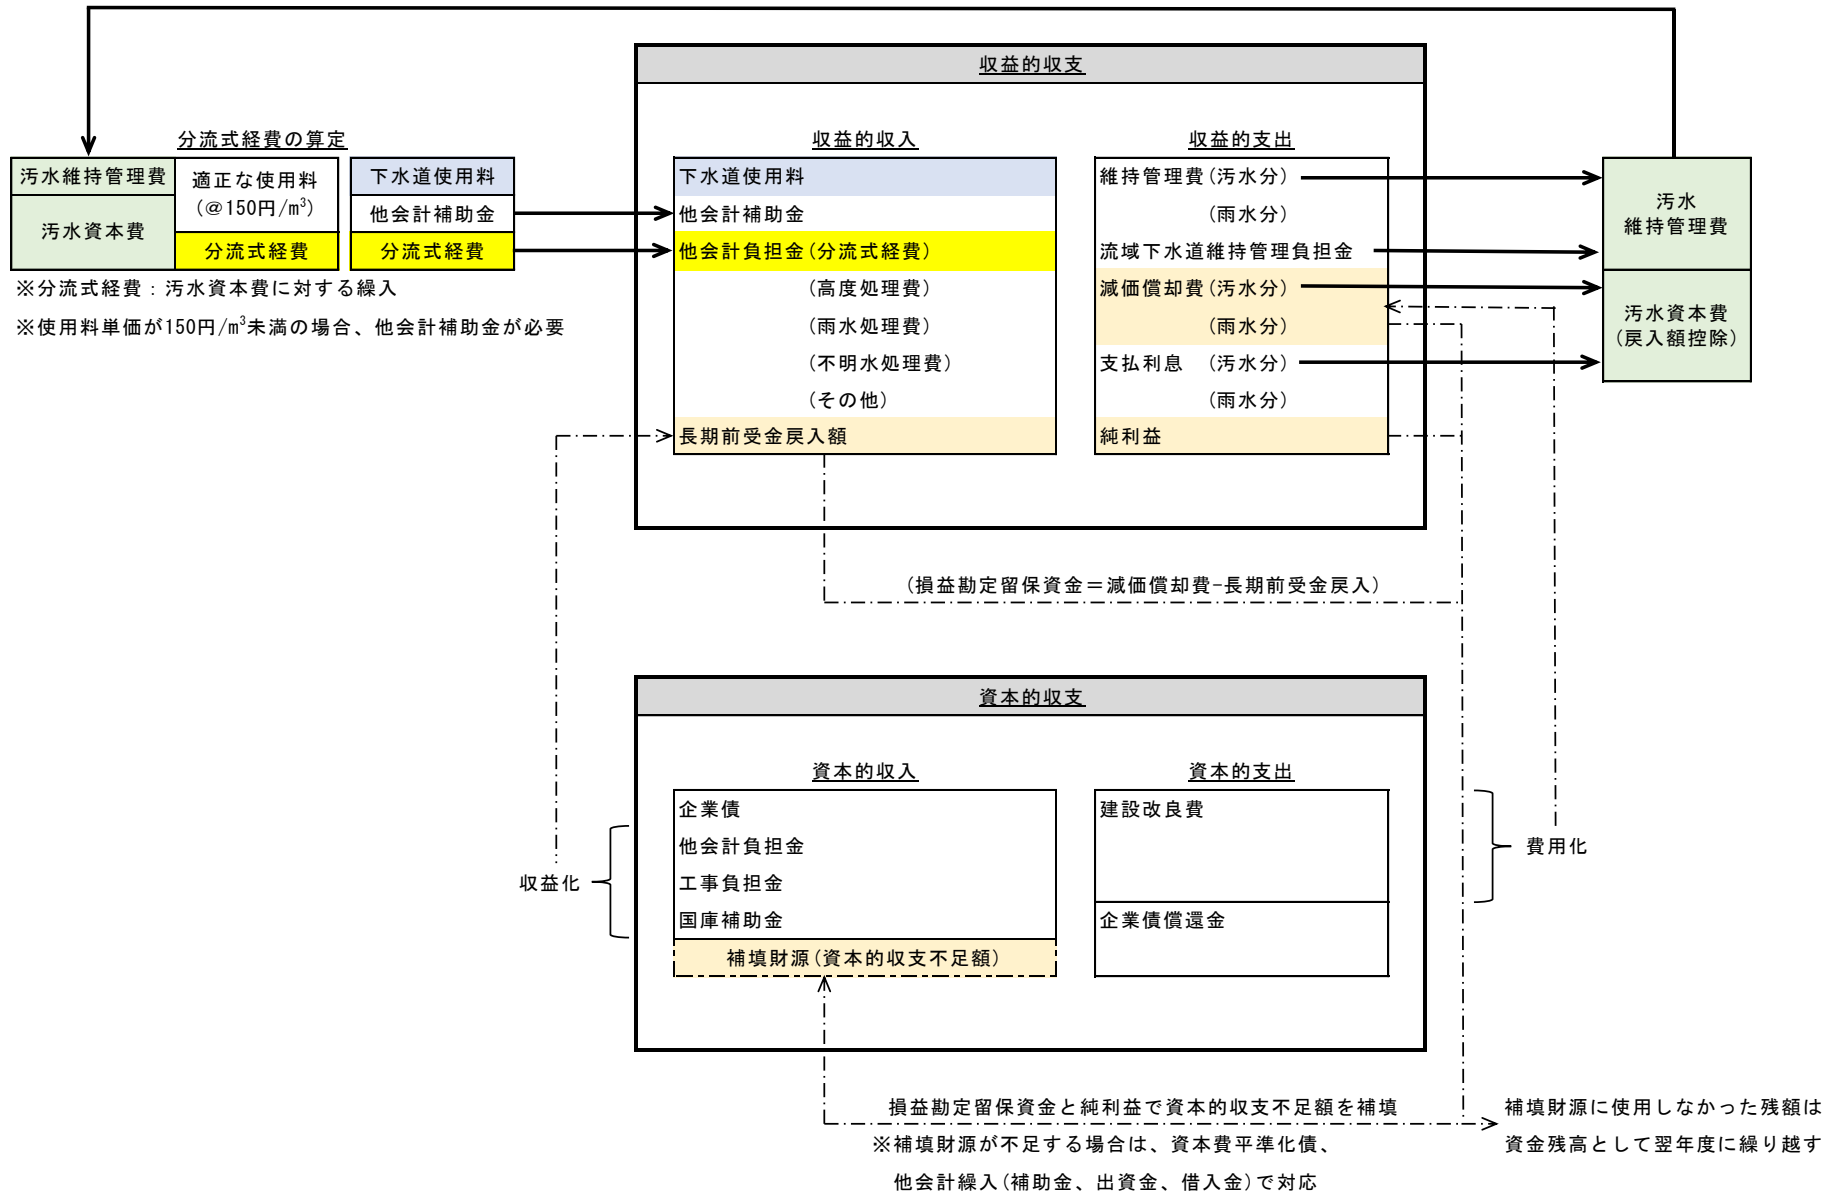 収益的収支
分流式経費の算定
汚水維持管理費
汚水資本費
適正な使用料
(@150円/m³)
分流式経費
下水道使用料
他会計補助金
分流式経費
※分流式経費：汚水資本費に対する繰入
※使用料単価が150円/m³未満の場合、他会計補助金が必要
収益的収入
下水道使用料
他会計補助金
他会計負担金(分流式経費)
(高度処理費)
(雨水処理費)
(不明水処理費)
(その他)
長期前受金戻入額
収益的支出
維持管理費(汚水分)
(雨水分)
流域下水道維持管理負担金
減価償却費(汚水分)
(雨水分)
支払利息 (汚水分)
(雨水分)
純利益
汚水
維持管理費
汚水資本費
(戻入額控除)
(損益勘定留保資金＝減価償却費-長期前受金戻入)
資本的収支
資本的収入
企業債
他会計負担金
工事負担金
国庫補助金
補填財源(資本的収支不足額)
収益化
資本的支出
建設改良費
企業債償還金
費用化
損益勘定留保資金と純利益で資本的収支不足額を補填
※補填財源が不足する場合は、資本費平準化債、
他会計繰入(補助金、出資金、借入金)で対応
補填財源に使用しなかった残額は
資金残高として翌年度に繰り越す